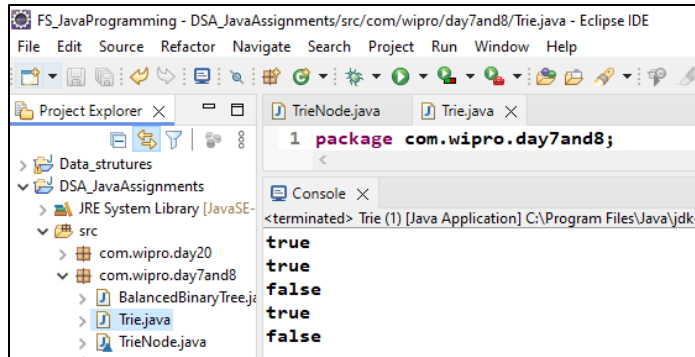 FS_JavaProgramming - DSA_JavaAssignments/src/com/wipro/day7and8/Trie.java - Eclipse IDE
File Edit Source Refactor Navigate Search Project Run Window Help
Project Explorer
Data_strutures
DSA_JavaAssignments
JRE System Library [JavaSE-
src
com.wipro.day20
com.wipro.day7and8
BalancedBinaryTree.ja
Trie.java
TrieNode.java
TrieNode.java Trie.java
1 package com.wipro.day7and8;
Console
<terminated> Trie (1) [Java Application] C:\Program Files\Java\jdk
true
true
false
true
false